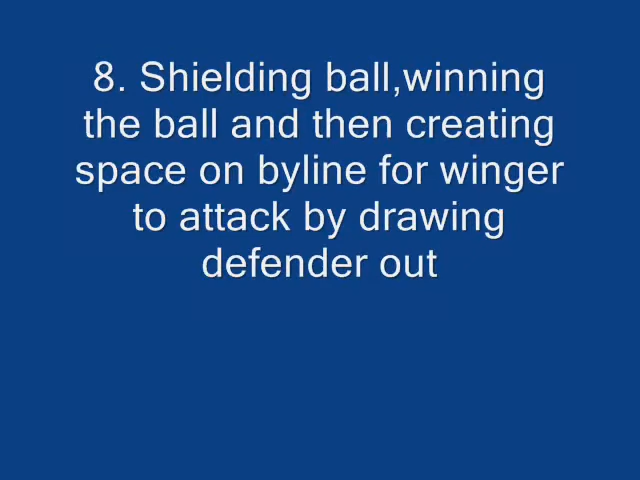 8. Shielding ball,winning
the ball and then creating
space on byline for winger
to attack by drawing
defender out